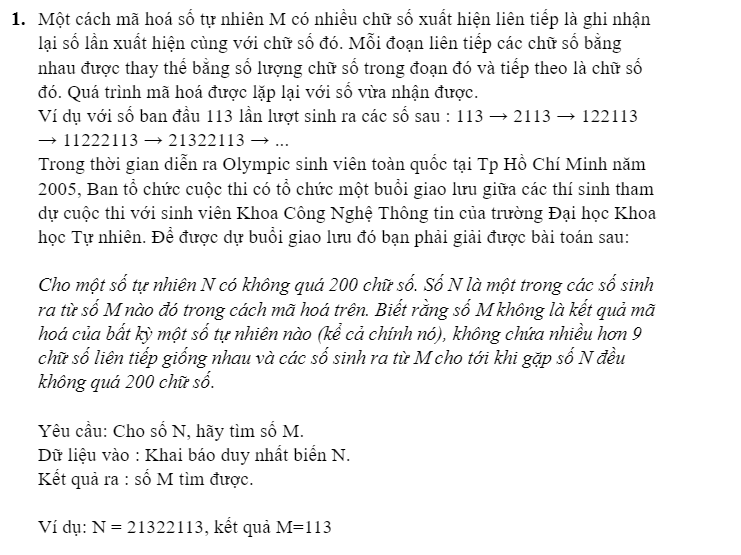 1. Một cách mã hoá số tự nhiên M có nhiều chữ số xuất hiện liên tiếp là ghi nhận
lại số lần xuất hiện cùng với chữ số đó. Mỗi đoạn liên tiếp các chữ số bằng
nhau được thay thế bằng số lượng chữ số trong đoạn đó và tiếp theo là chữ số
đó. Quá trình mã hoá được lặp lại với số vừa nhận được.
Ví dụ với số ban đầu 113 lần lượt sinh ra các số sau : 113 → 2113 → 122113
→ 11222113 → 21322113 → ...
Trong thời gian diễn ra Olympic sinh viên toàn quốc tại Tp Hồ Chí Minh năm
2005, Ban tổ chức cuộc thi có tổ chức một buổi giao lưu giữa các thí sinh tham
dự cuộc thi với sinh viên Khoa Công Nghệ Thông tin của trường Đại học Khoa
học Tự nhiên. Để được dự buổi giao lưu đó bạn phải giải được bài toán sau:
Cho một số tự nhiên N có không quá 200 chữ số. Số N là một trong các số sinh
ra từ số M nào đó trong cách mã hoá trên. Biết rằng số M không là kết quả mã
hoá của bất kỳ một số tự nhiên nào (kể cả chính nó), không chứa nhiều hơn 9
chữ số liên tiếp giống nhau và các số sinh ra từ M cho tới khi gặp số N đều
không quá 200 chữ số.
Yêu cầu: Cho số N, hãy tìm số M.
Dữ liệu vào : Khai báo duy nhất biến N.
Kết quả ra : số M tìm được.
Ví dụ: N = 21322113, kết quả M=113